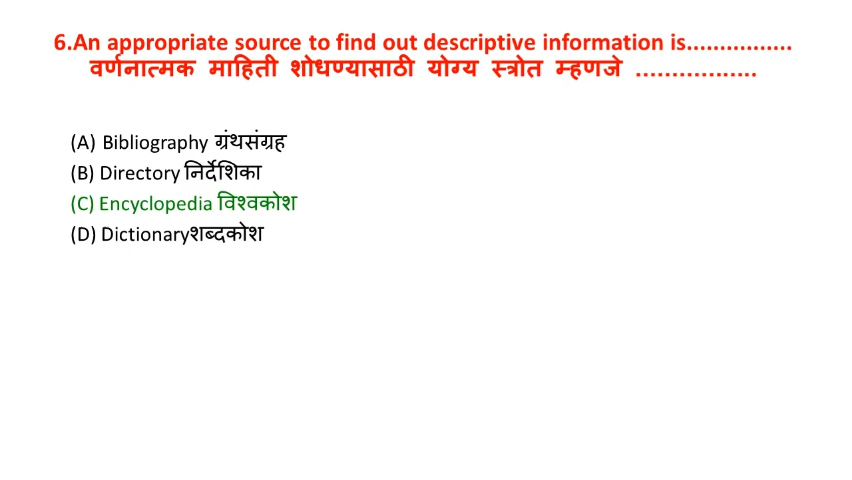 6.An appropriate source to find out descriptive information is................
वर्णनात्मक माहिती शोधण्यासाठी योग्य स्त्रोत म्हणजे .................
(A) Bibliography ग्रंथसंग्रह
(B) Directory निर्देशिका
(C) Encyclopedia विश्वकोश
(D) Dictionaryशब्दकोश